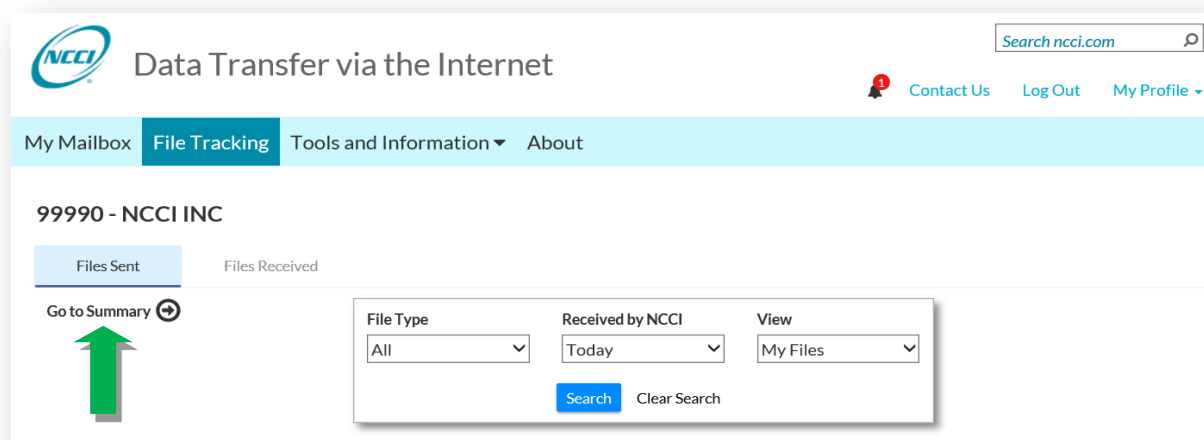 Search ncci.com
NCCI
Data Transfer via the Internet
1
Contact Us Log Out My Profile
My Mailbox File Tracking Tools and Information About
99990 - NCCI INC
Files Sent Files Received
Go to Summary
File Type Received by NCCI View
All Today My Files
Search Clear Search